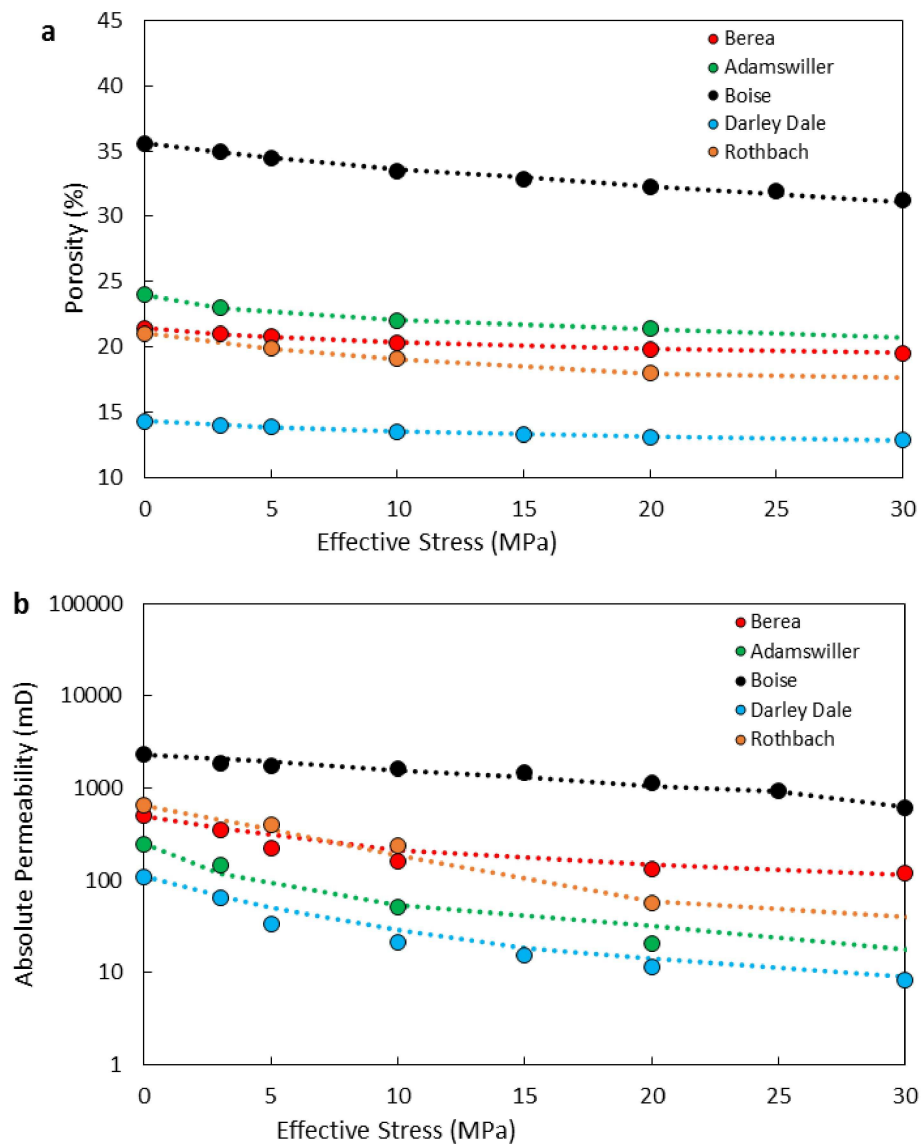 a
Berea
Adamswiller
Boise
Darley Dale
Rothbach
45
40
35
30
25
20
15
10
Porosity (%)
0 5 10 15 20 25 30
Effective Stress (MPa)
b
Berea
Adamswiller
Boise
Darley Dale
Rothbach
100000
10000
1000
100
10
1
Absolute Permeability (mD)
0 5 10 15 20 25 30
Effective Stress (MPa)